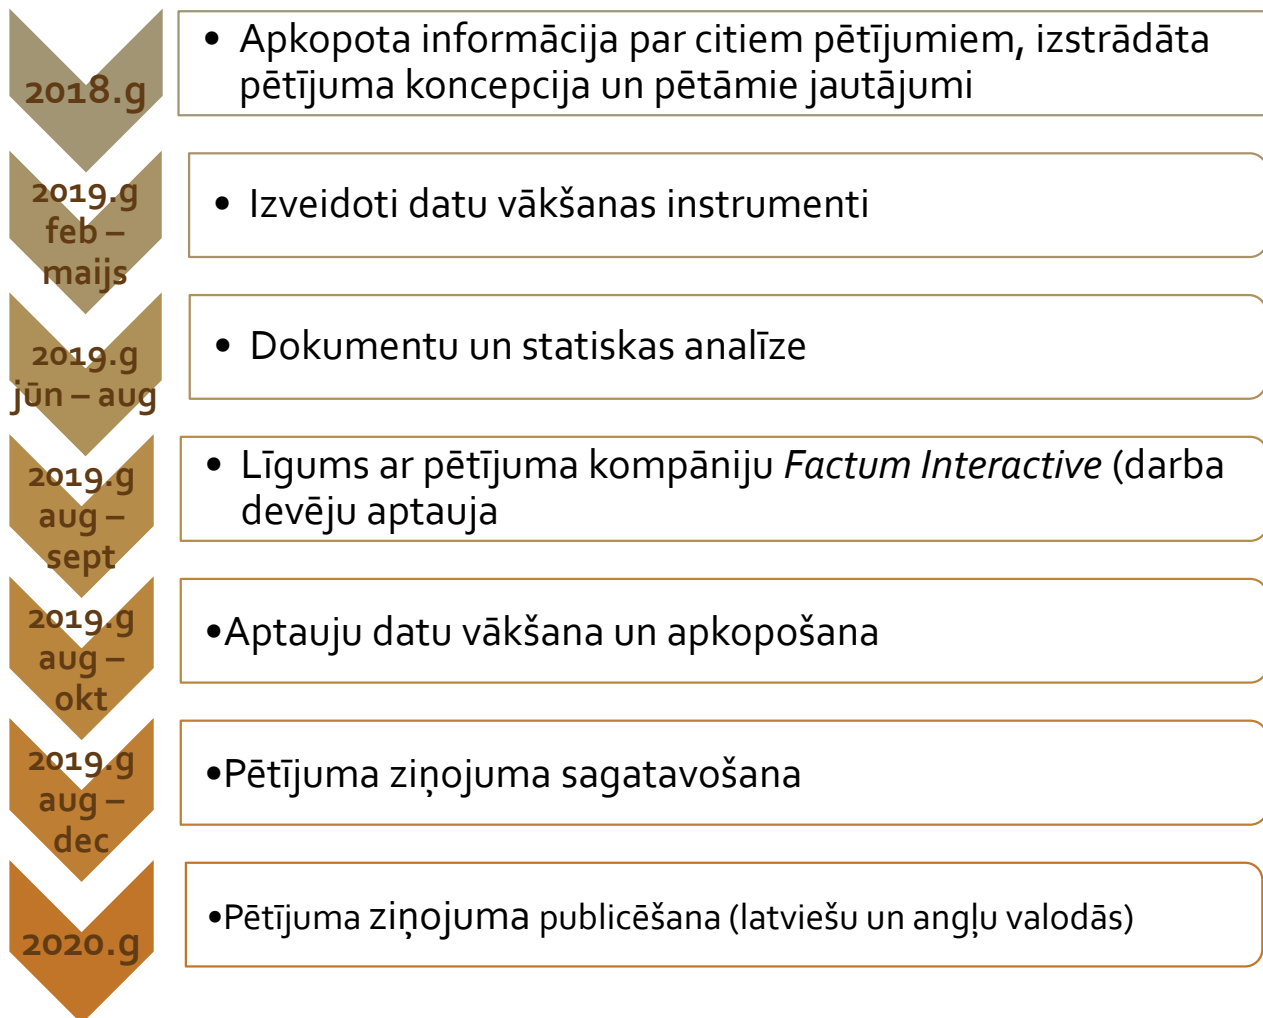 2018.g
• Apkopota informācija par citiem pētījumiem, izstrādāta
pētījuma koncepcija un pētāmie jautājumi
2019.g
feb –
maijs
• Izveidoti datu vākšanas instrumenti
2019.g
jūn – aug
• Dokumentu un statiskas analīze
2019.g
aug –
sept
• Līgums ar pētījuma kompāniju Factum Interactive (darba
devēju aptauja
2019.g
aug –
okt
•Aptauju datu vākšana un apkopošana
2019.g
aug –
dec
•Pētījuma ziņojuma sagatavošana
2020.g
•Pētījuma ziņojuma publicēšana (latviešu un angļu valodās)